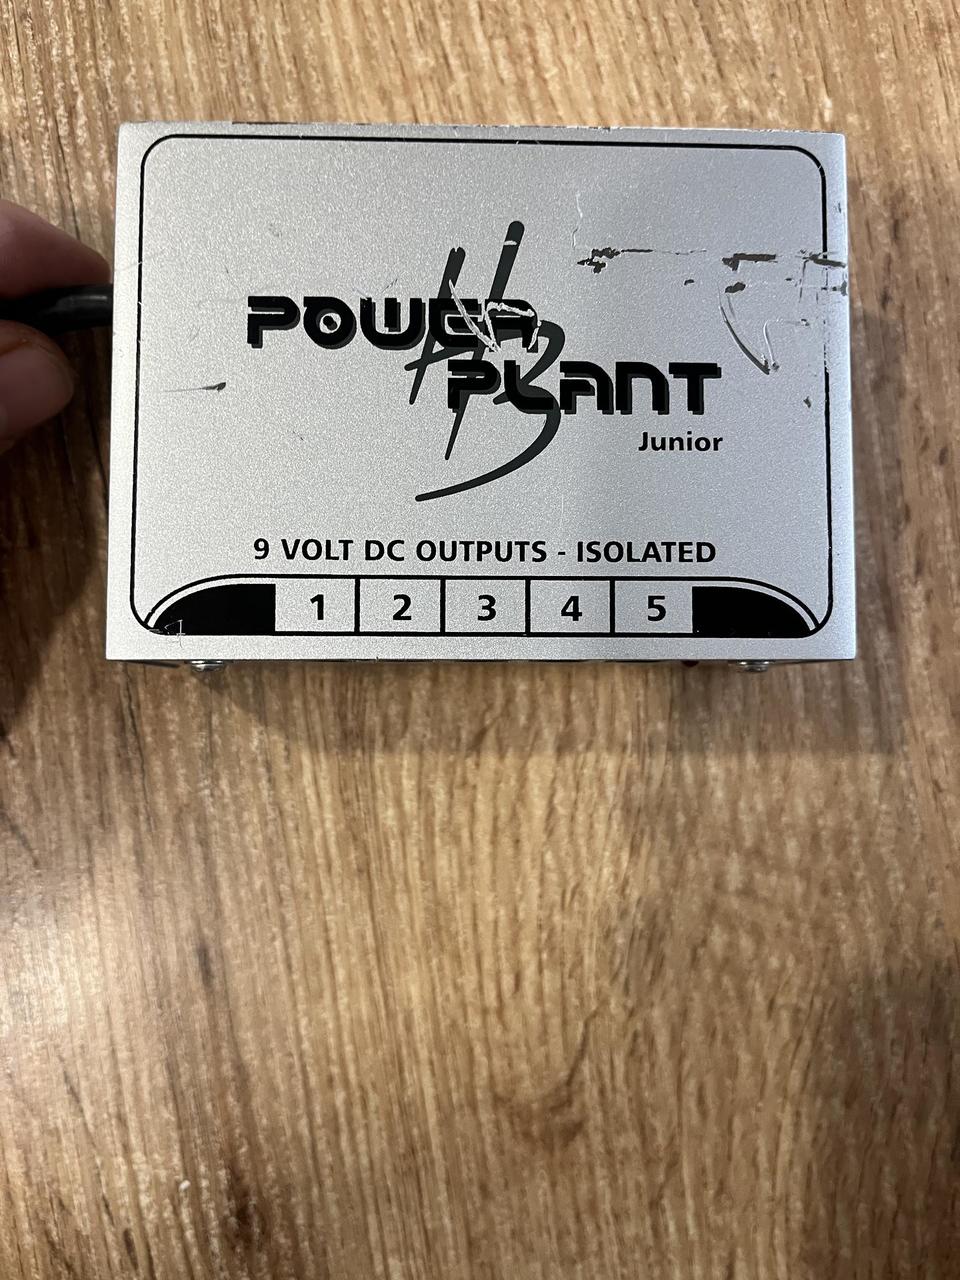 POWER
PLANT
Junior
9 VOLT DC OUTPUTS - ISOLATED
1 2 3 4 5